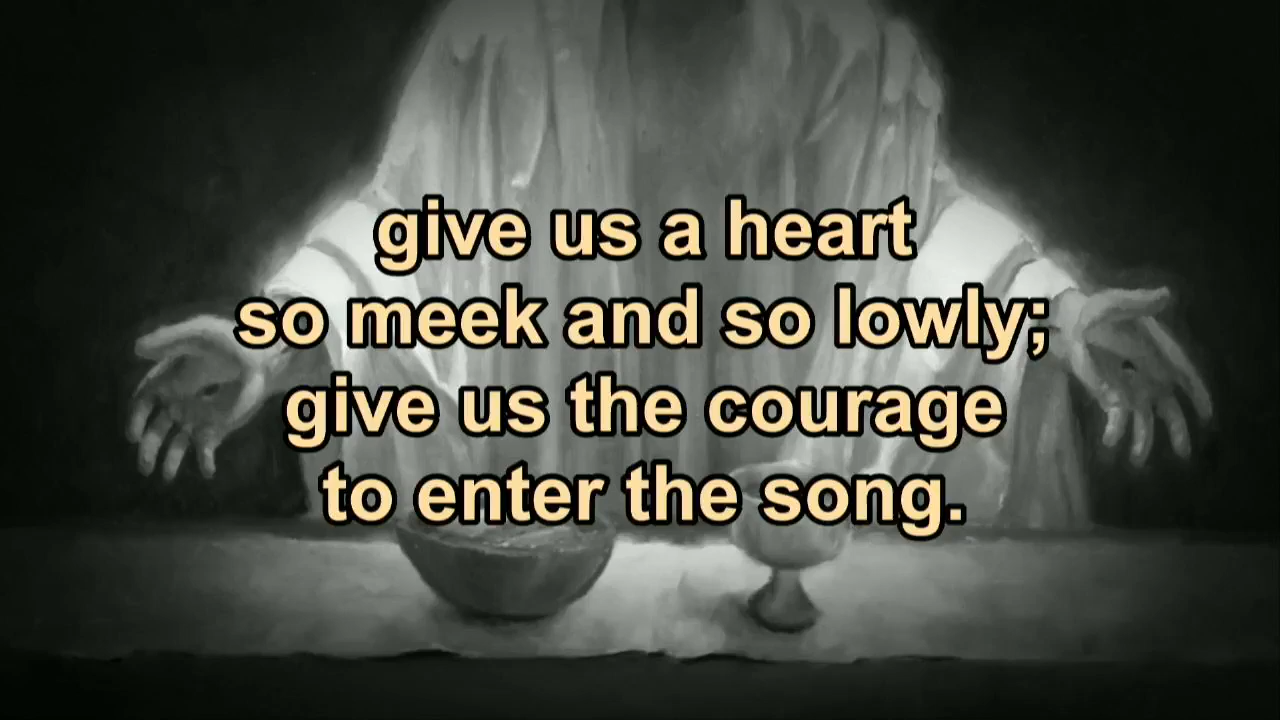 give us a heart
so meek and so lowly;
give us the courage
to enter the song.